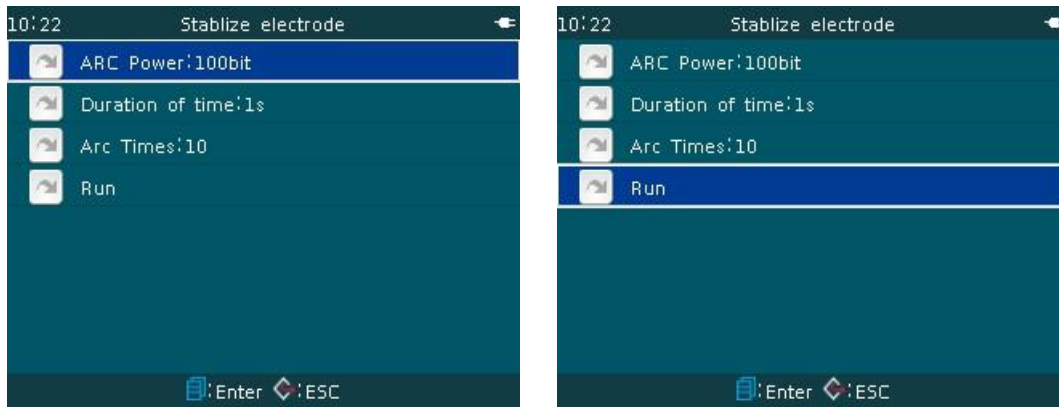 10:22 Stablize electrode
ARC Power:100bit
Duration of time:1s
Arc Times:10
Run
:Enter :ESC
10:22 Stablize electrode
ARC Power:100bit
Duration of time:1s
Arc Times:10
Run
:Enter :ESC